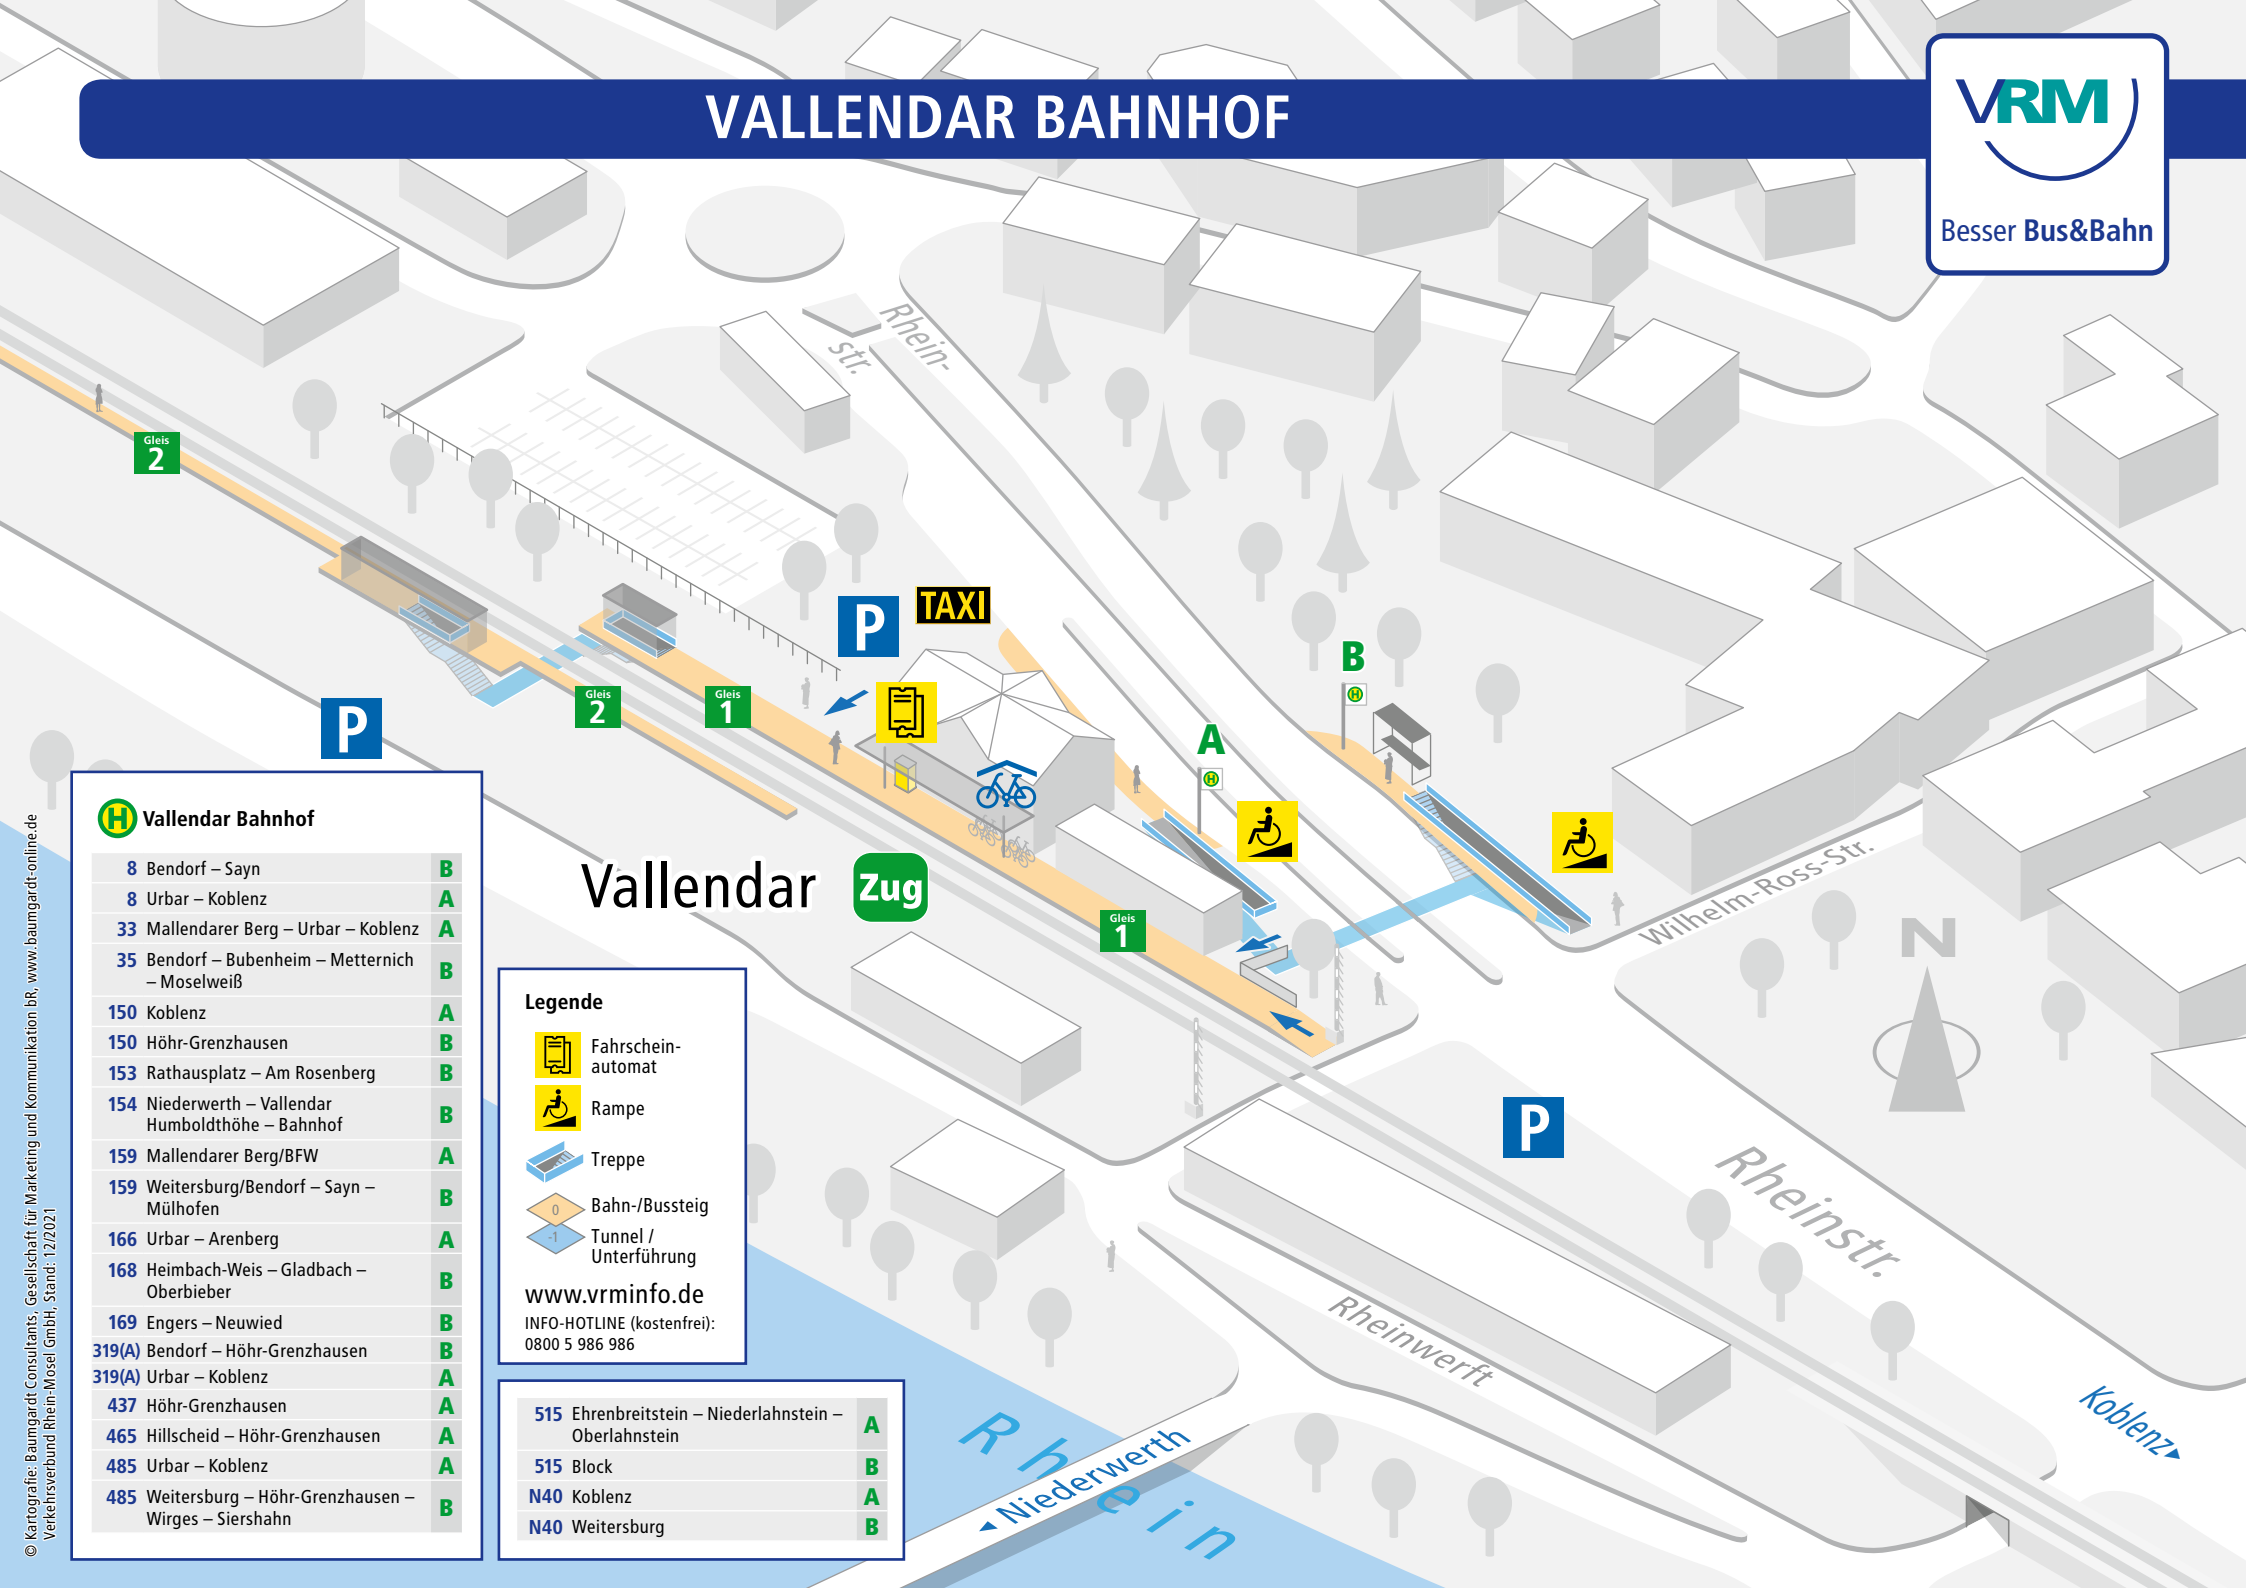 VALLENDAR BAHNHOF
VRM
Besser Bus&Bahn
Rhein-
str.
Gleis
2
P
TAXI
B
H
A
H
Gleis
2
Gleis
1
P
Wilhelm-Ross-Str.
N
Vallendar
Zug
Gleis
1
P
Rheinstr.
Rheinwerft
Koblenz
Niederwerth
Rhein
H Vallendar Bahnhof
8 Bendorf – Sayn B
8 Urbar – Koblenz A
33 Mallendarer Berg – Urbar – Koblenz A
35 Bendorf – Bubenheim – Metternich
– Moselweiß B
150 Koblenz A
150 Höhr-Grenzhausen B
153 Rathausplatz – Am Rosenberg B
154 Niederwerth – Vallendar
Humboldthöhe – Bahnhof B
159 Mallendarer Berg/BFW A
159 Weitersburg/Bendorf – Sayn –
Mülhofen B
166 Urbar – Arenberg A
168 Heimbach-Weis – Gladbach –
Oberbieber B
169 Engers – Neuwied B
319(A) Bendorf – Höhr-Grenzhausen B
319(A) Urbar – Koblenz A
437 Höhr-Grenzhausen A
465 Hillscheid – Höhr-Grenzhausen A
485 Urbar – Koblenz A
485 Weitersburg – Höhr-Grenzhausen –
Wirges – Siershahn B
Legende
Fahrschein-
automat
Rampe
Treppe
0 Bahn-/Bussteig
-1 Tunnel /
Unterführung
www.vrminfo.de
INFO-HOTLINE (kostenfrei):
0800 5 986 986
515 Ehrenbreitstein – Niederlahnstein –
Oberlahnstein A
515 Block B
N40 Koblenz A
N40 Weitersburg B
© Kartografie: Baumgardt Consultants, Gesellschaft für Marketing und Kommunikation bR, www.baumgardt-online.de
Verkehrsverbund Rhein-Mosel GmbH, Stand: 12/2021